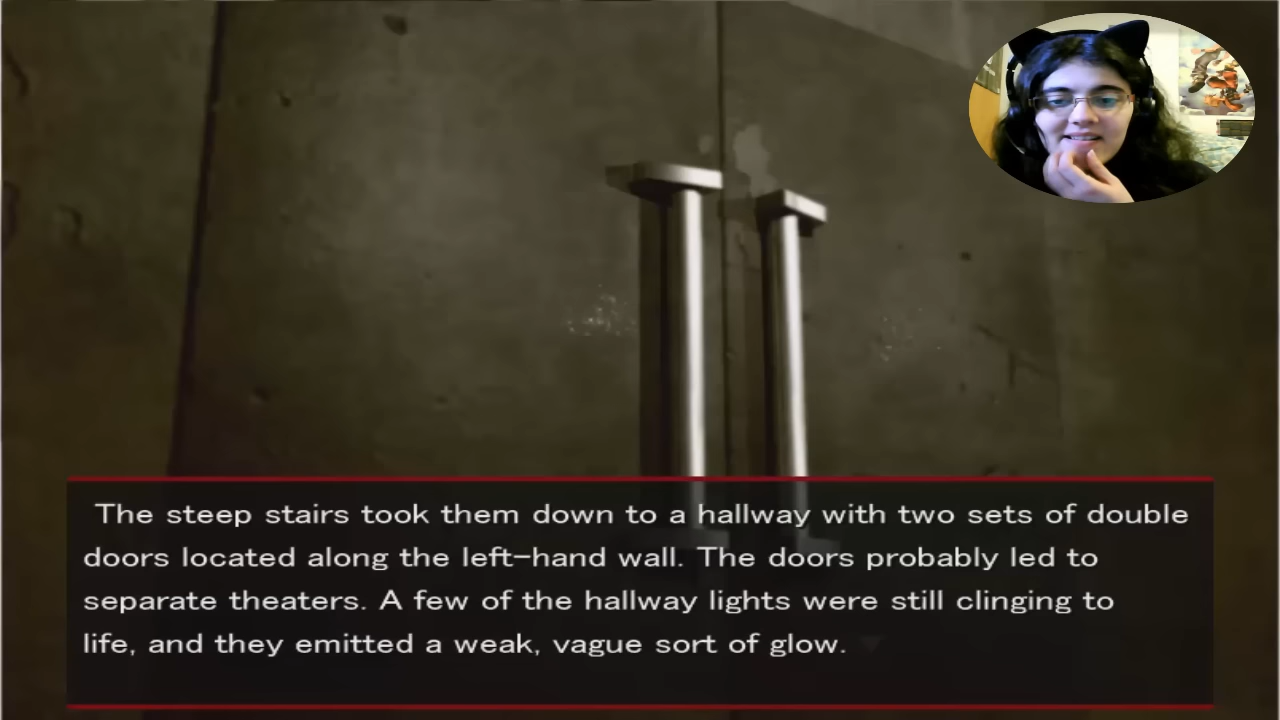 The steep stairs took them down to a hallway with two sets of double
doors located along the left-hand wall. The doors probably led to
separate theaters. A few of the hallway lights were still clinging to
life, and they emitted a weak, vague sort of glow.